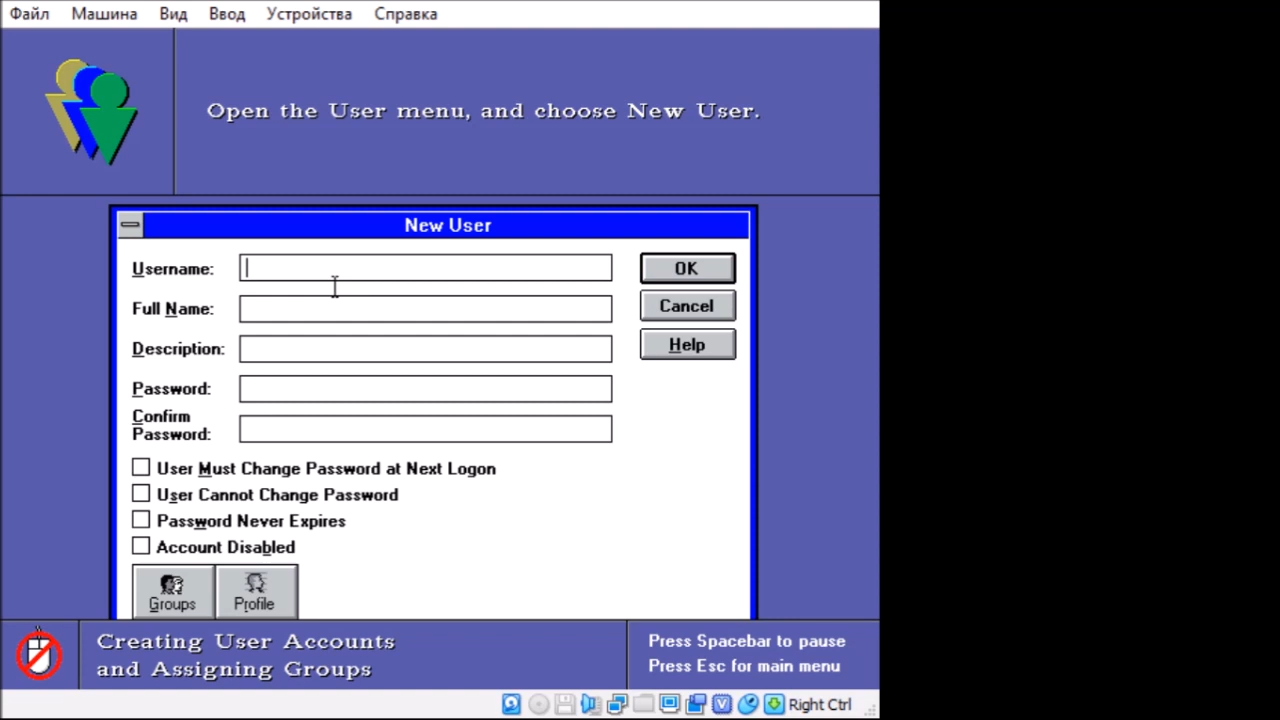 Файл Машина Вид Ввод Устройства Справка
Open the User menu, and choose New User.
New User
Username:
OK
Full Name:
Cancel
Description:
Help
Password:
Confirm
Password:
User Must Change Password at Next Logon
User Cannot Change Password
Password Never Expires
Account Disabled
Groups Profile
Creating User Accounts
and Assigning Groups
Press Spacebar to pause
Press Esc for main menu
Right Ctrl